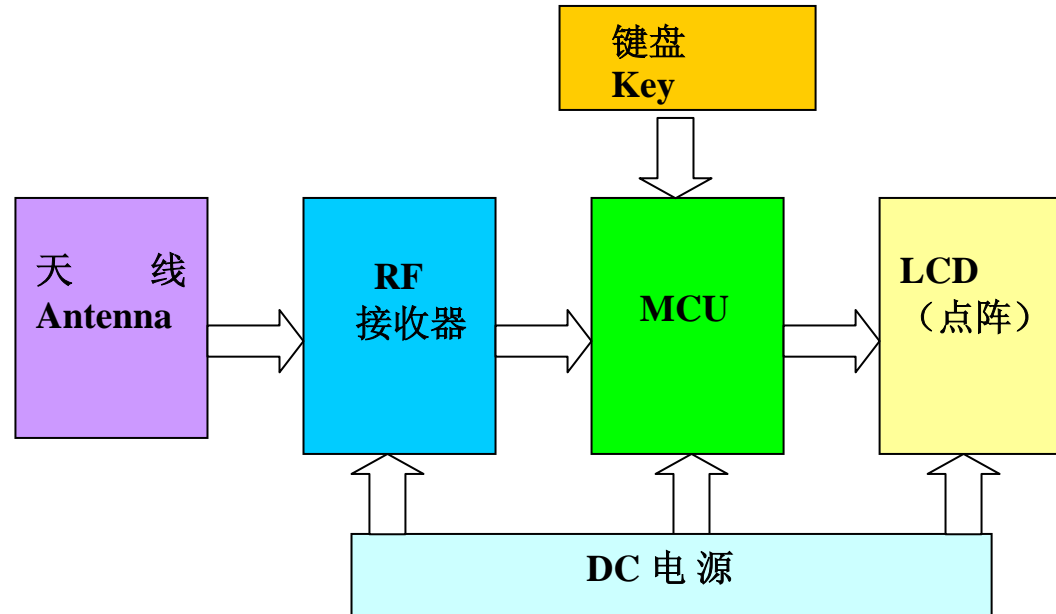 键盘
Key
天 线
Antenna
RF
接收器
MCU
LCD
（点阵）
DC 电 源